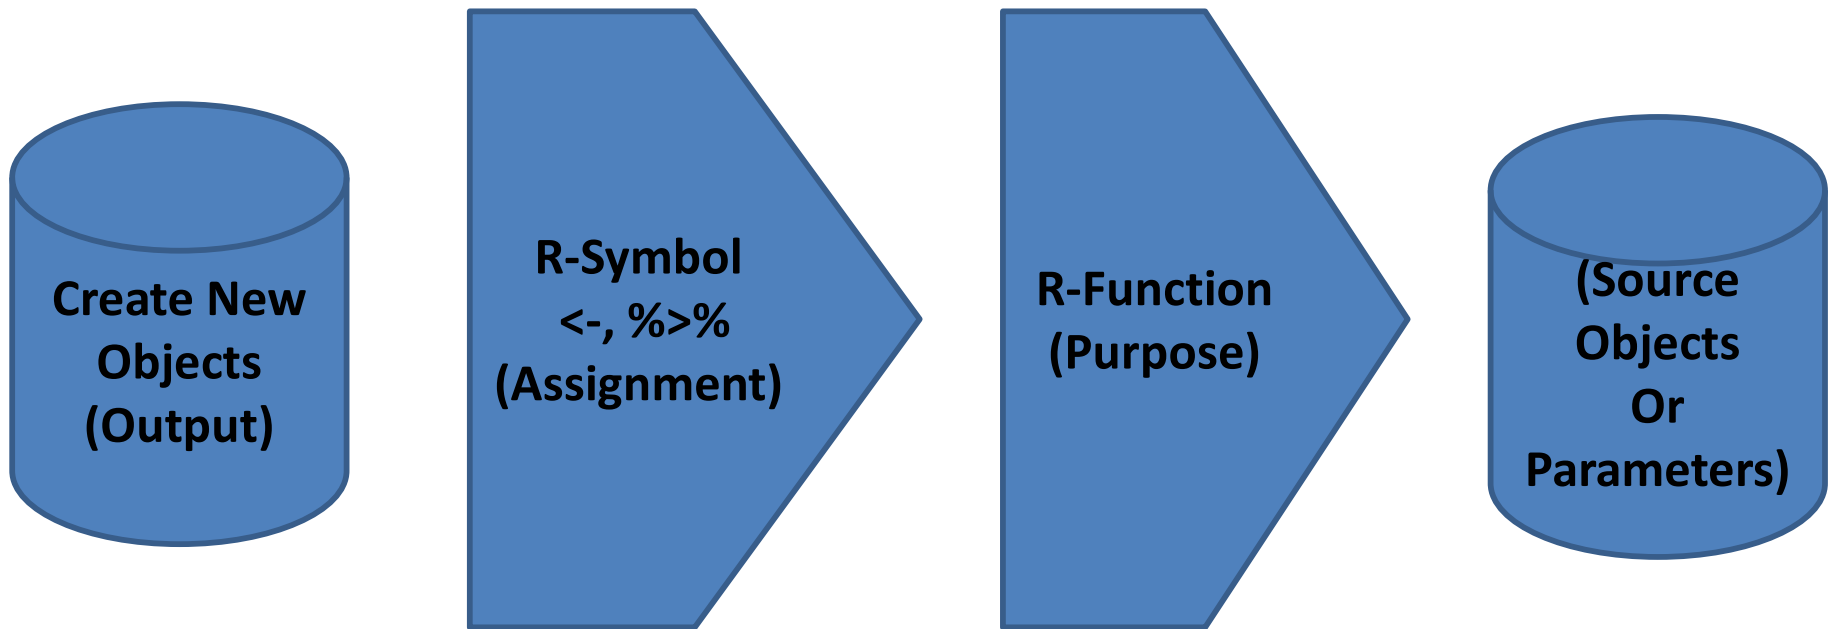 Create New
Objects
(Output)
R-Symbol
<-, %>%
(Assignment)
R-Function
(Purpose)
(Source
Objects
Or
Parameters)